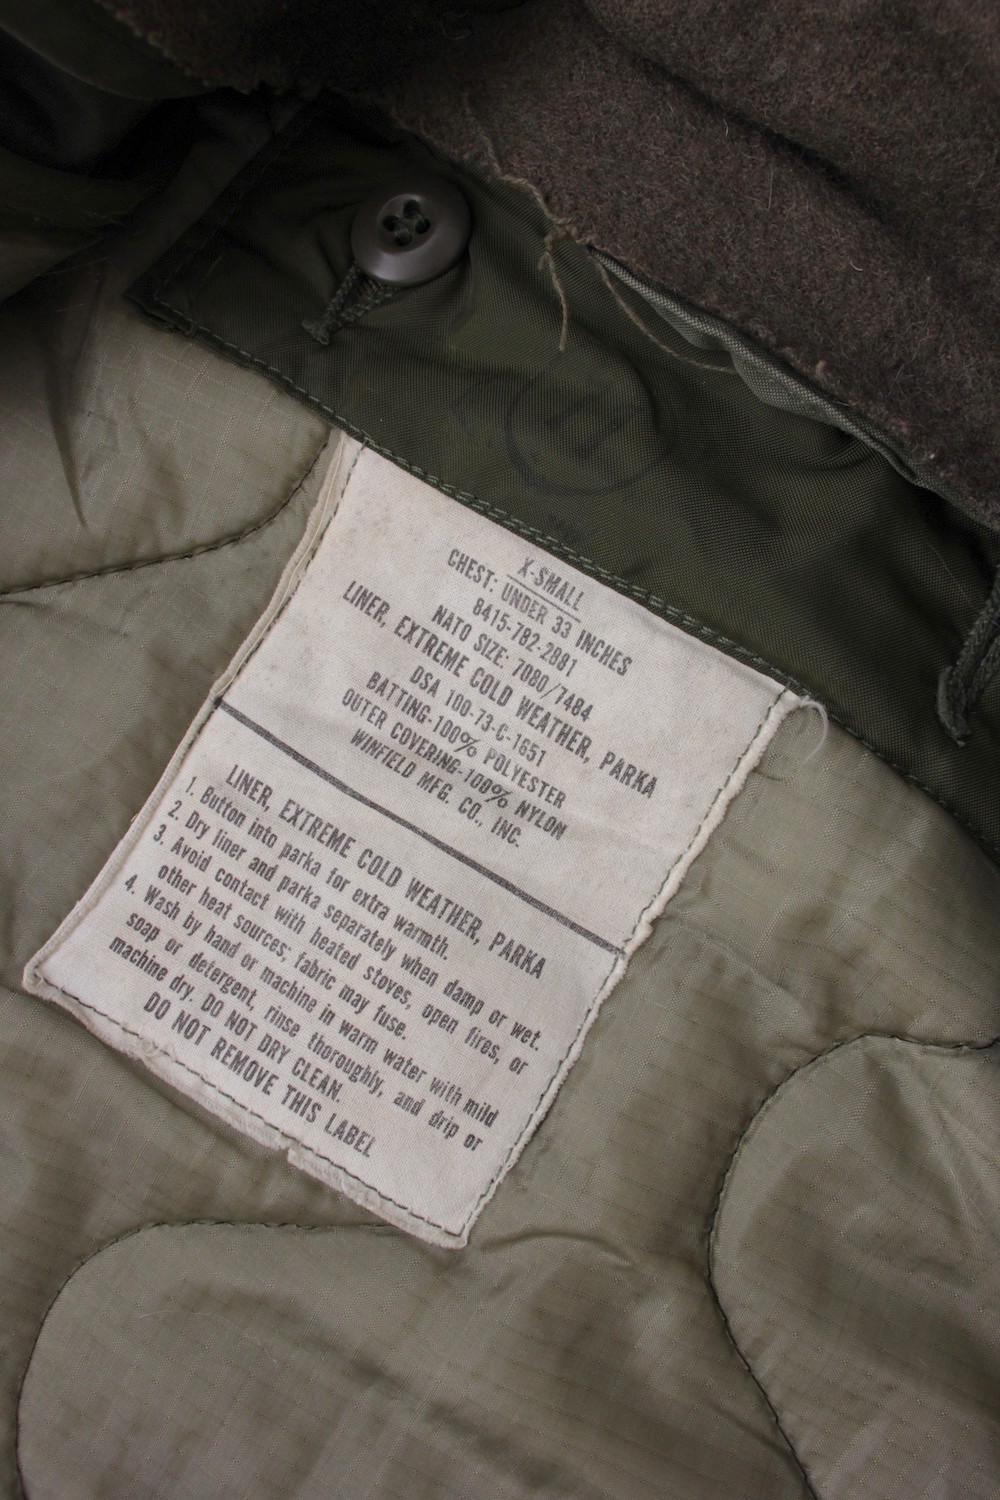 X-SMALL
CHEST: UNDER 33 INCHES
8415-782-2881
NATO SIZE: 7080/7484
LINER, EXTREME COLD WEATHER, PARKA
DSA 100-73-C-1651
BATTING-100% POLYESTER
OUTER COVERING-100% NYLON
WINFIELD MFG. CO., INC.
LINER, EXTREME COLD WEATHER, PARKA
1. Button into parka for extra warmth.
2. Dry liner and parka separately when damp or wet.
3. Avoid contact with heated stoves, open fires, or
other heat sources; fabric may fuse.
4. Wash by hand or machine in warm water with mild
soap or detergent, rinse thoroughly, and drip or
machine dry. DO NOT DRY CLEAN.
DO NOT REMOVE THIS LABEL